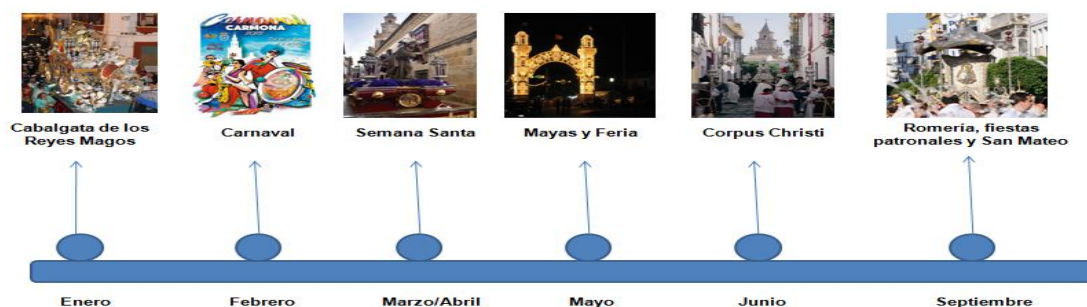 CARMONA
Cabalgata de los
Reyes Magos
Carnaval
Semana Santa
Mayas y Feria
Corpus Christi
Romería, fiestas
patronales y San Mateo
Enero
Febrero
Marzo/Abril
Mayo
Junio
Septiembre